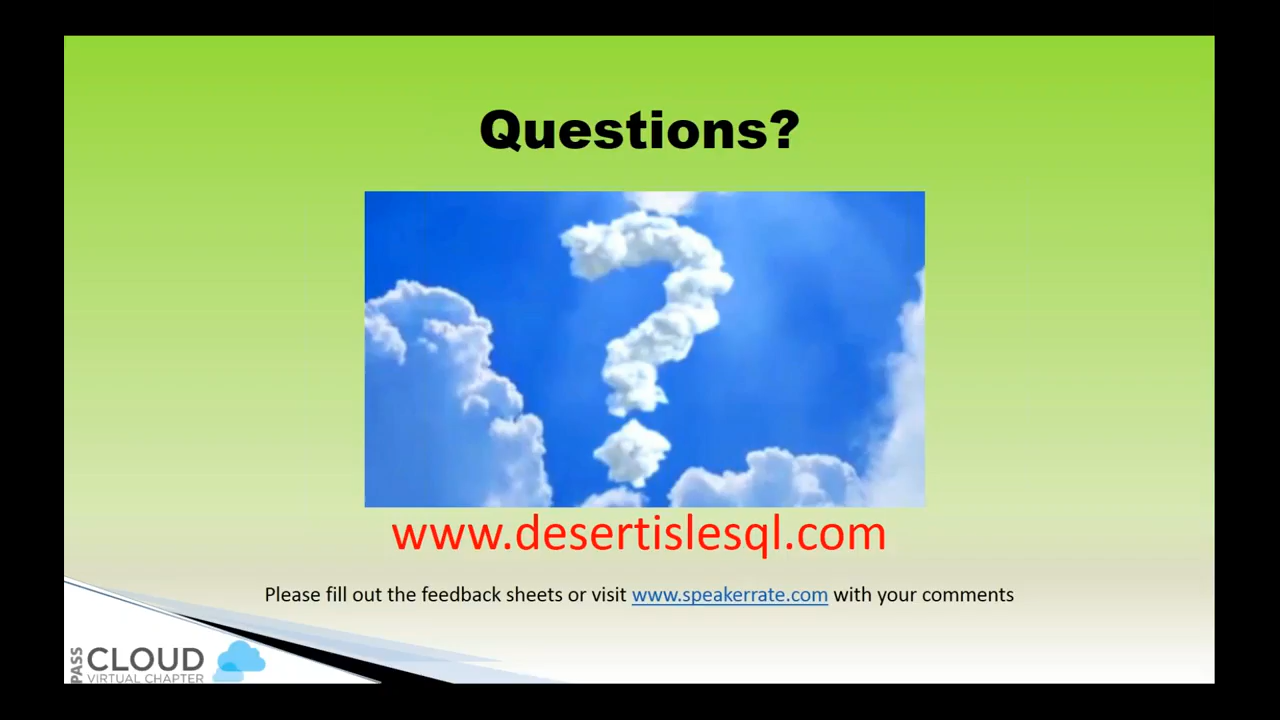 Questions?
www.desertislesql.com
Please fill out the feedback sheets or visit www.speakerrate.com with your comments
PASS
CLOUD
VIRTUAL CHAPTER